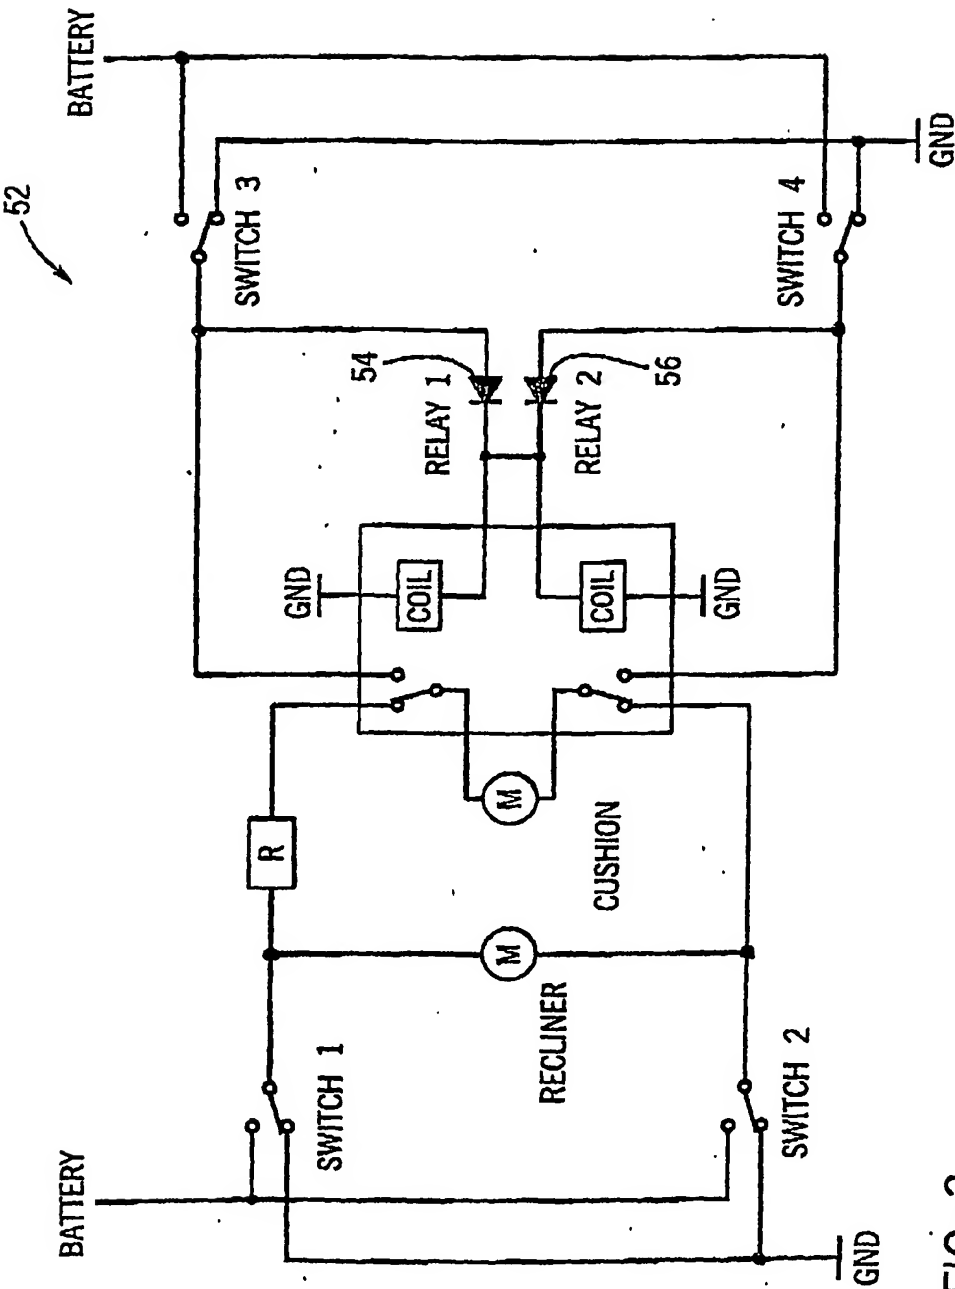 52
BATTERY
SWITCH 3
GND
SWITCH 4
54
RELAY 1
RELAY 2
56
GND
COIL
COIL
GND
R
M
CUSHION
M
RECLINER
BATTERY
SWITCH 1
SWITCH 2
GND